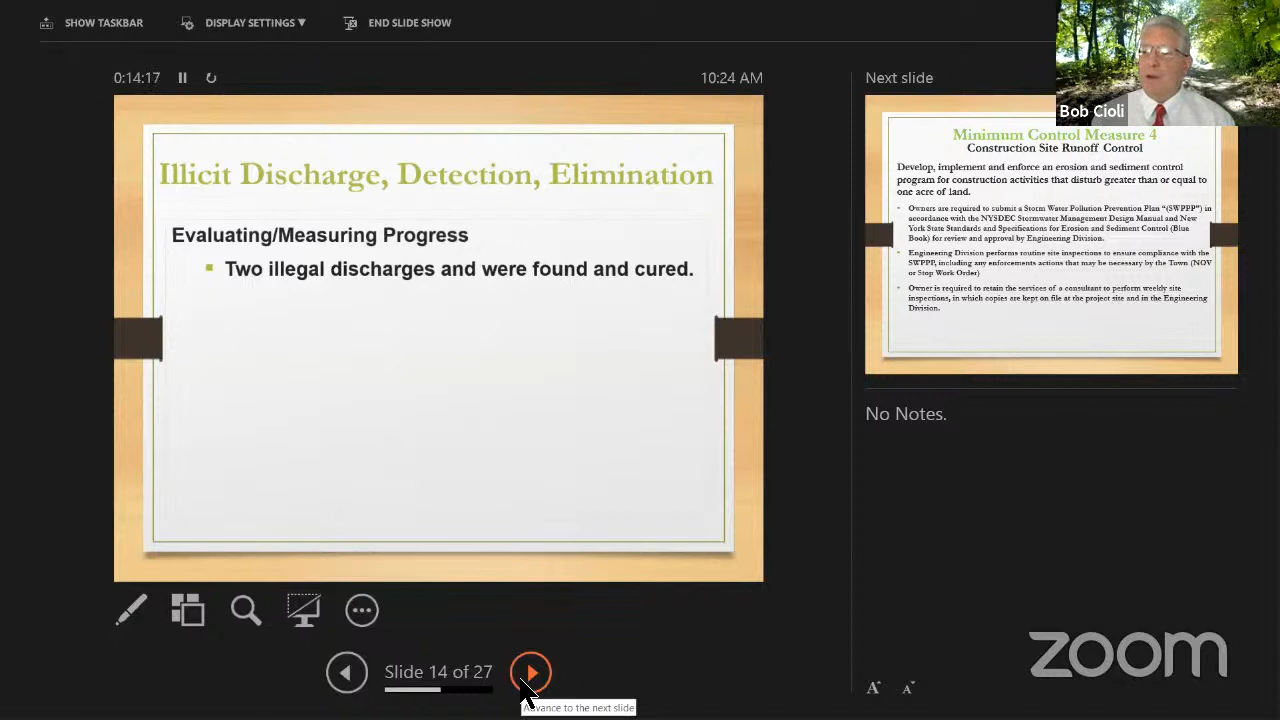 SHOW TASKBAR
DISPLAY SETTINGS ▼
END SLIDE SHOW
0:14:17
10:24 AM
Illicit Discharge, Detection, Elimination
Evaluating/Measuring Progress
Two illegal discharges and were found and cured.
Slide 14 of 27
Advance to the next slide
Next slide
Bob Cioli
Minimum Control Measure 4
Construction Site Runoff Control
Develop, implement and enforce an erosion and sediment control
program for construction activities that disturb greater than or equal to
one acre of land.
Owners are required to submit a Storm Water Pollution Prevention Plan “(SWPPP”) in
accordance with the NYSDEC Stormwater Management Design Manual and New
York State Standards and Specifications for Erosion and Sediment Control (Blue
Book) for review and approval by Engineering Division.
Engineering Division performs routine site inspections to ensure compliance with the
SWPPP, including any enforcements actions that may be necessary by the Town (NOV
or Stop Work Order)
Owner is required to retain the services of a consultant to perform weekly site
inspections, in which copies are kept on file at the project site and in the Engineering
Division.
No Notes.
zoom
A A